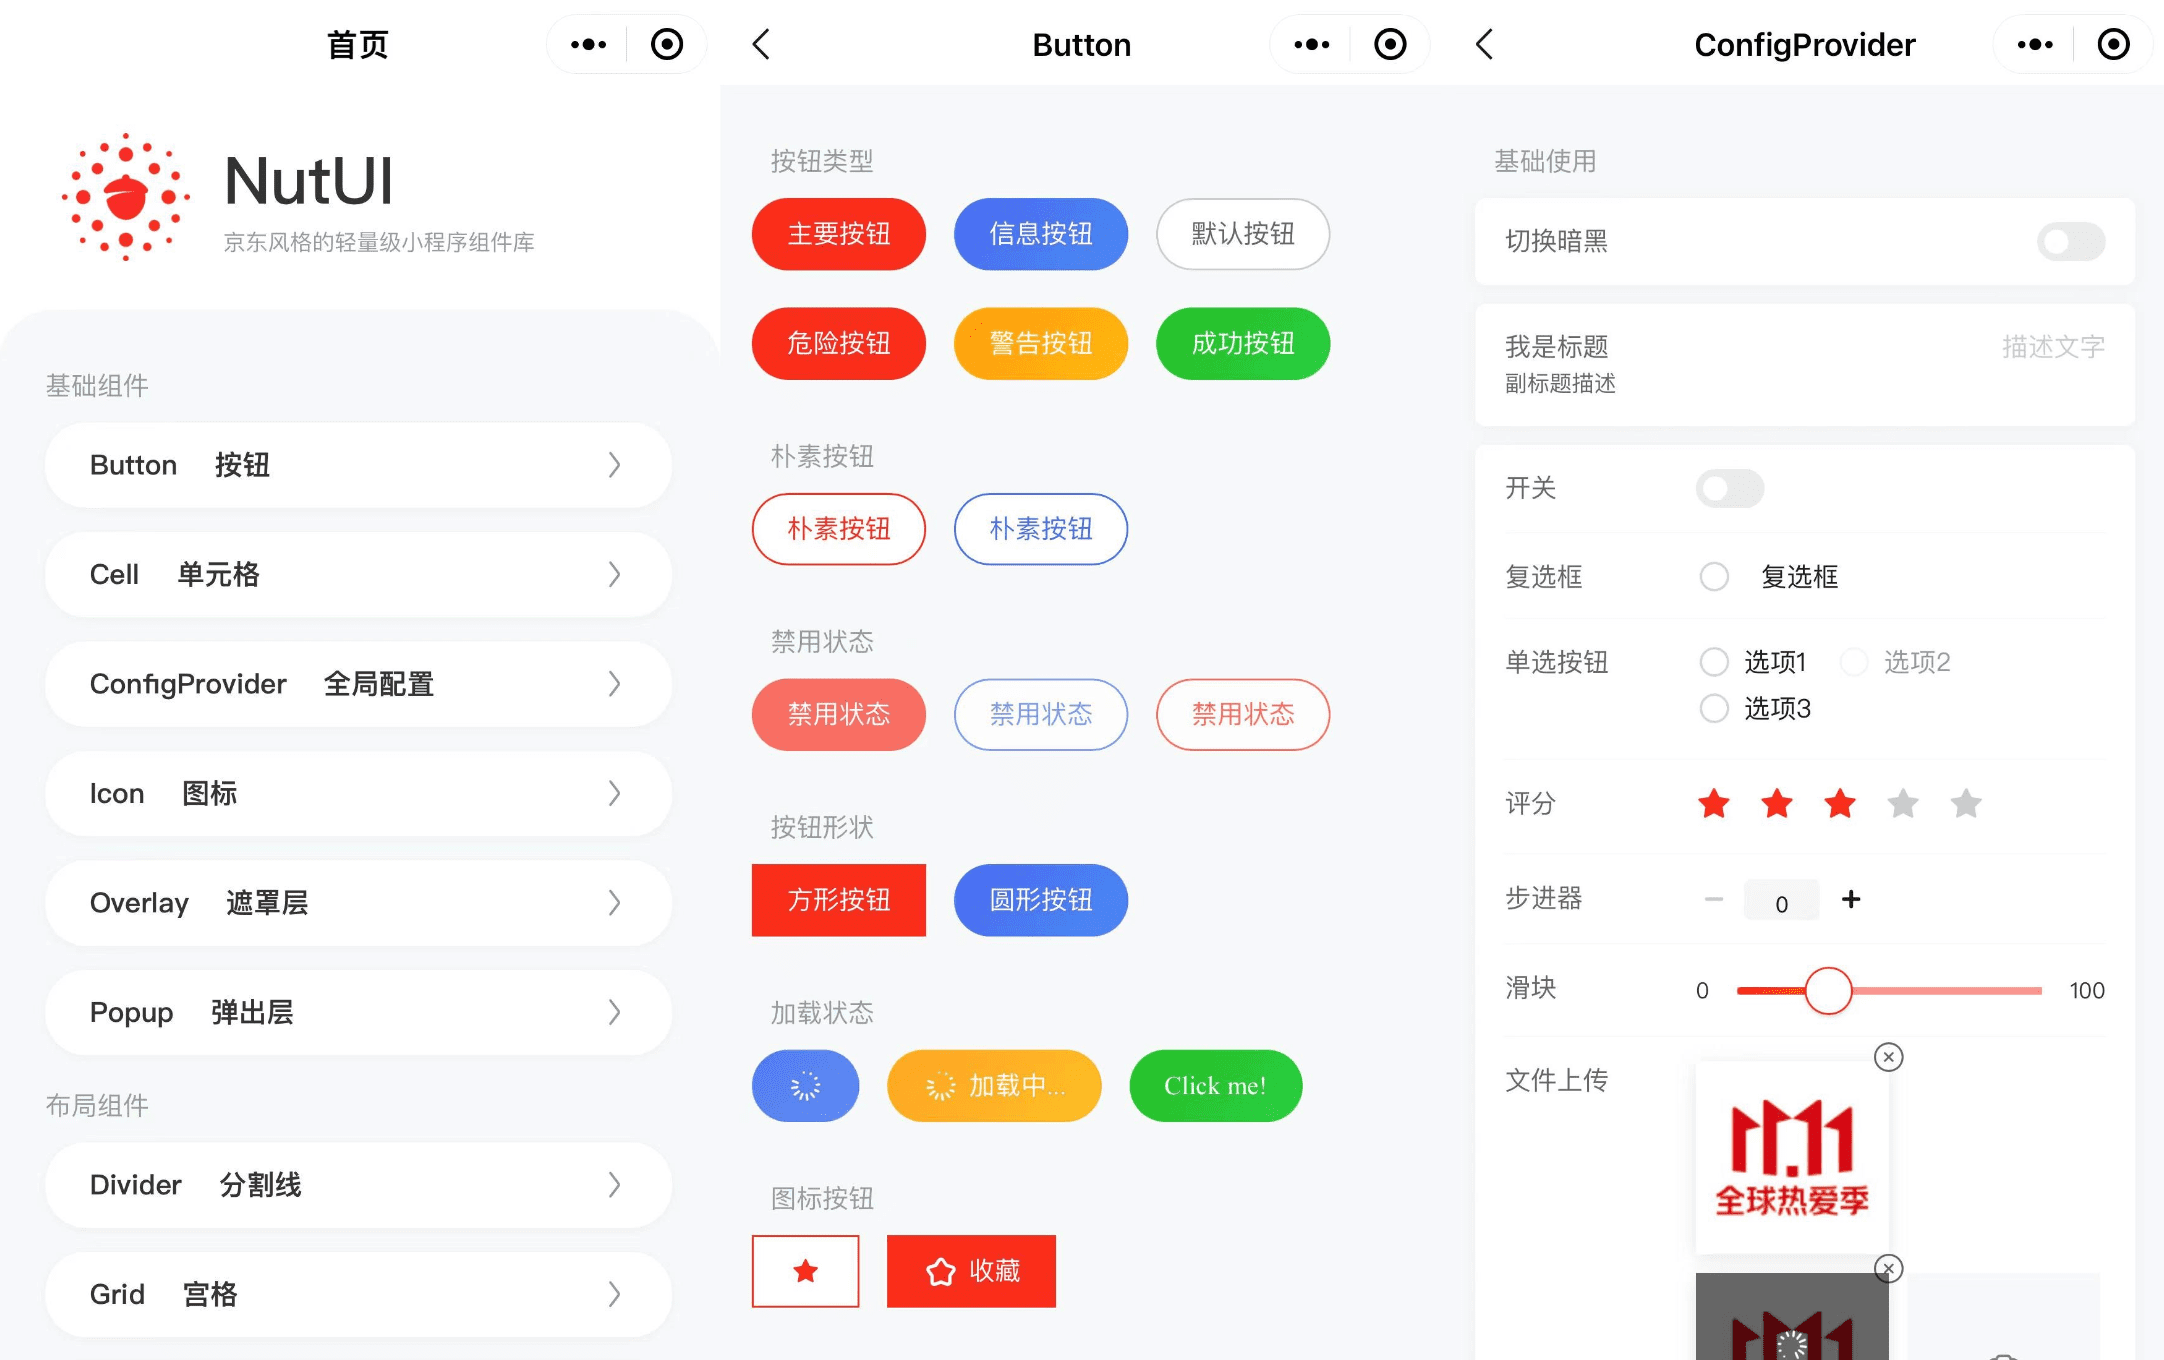 首页
NutUI
京东风格的轻量级小程序组件库
基础组件
Button 按钮
Cell 单元格
ConfigProvider 全局配置
Icon 图标
Overlay 遮罩层
Popup 弹出层
布局组件
Divider 分割线
Grid 宫格
Button
按钮类型
主要按钮 信息按钮 默认按钮
危险按钮 警告按钮 成功按钮
朴素按钮
朴素按钮 朴素按钮
禁用状态
禁用状态 禁用状态 禁用状态
按钮形状
方形按钮 圆形按钮
加载状态
加载中... Click me!
图标按钮
收藏
ConfigProvider
基础使用
切换暗黑
我是标题 描述文字
副标题描述
开关
复选框 复选框
单选按钮 选项1 选项2
选项3
评分
步进器 0
滑块 0 100
文件上传
11.11
全球热爱季